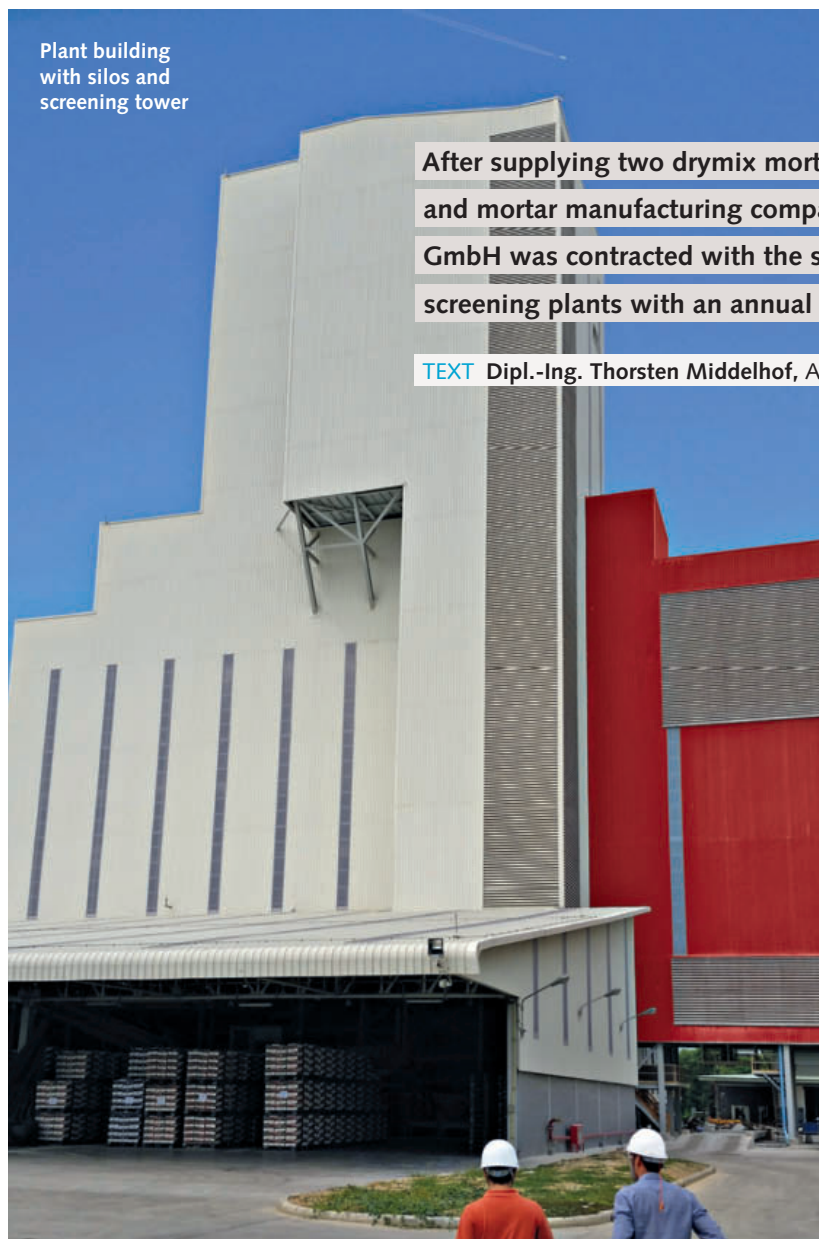 Plant building
with silos and
screening tower
After supplying two drymix mort
and mortar manufacturing compa
GmbH was contracted with the s
screening plants with an annual
TEXT Dipl.-Ing. Thorsten Middelhof, A